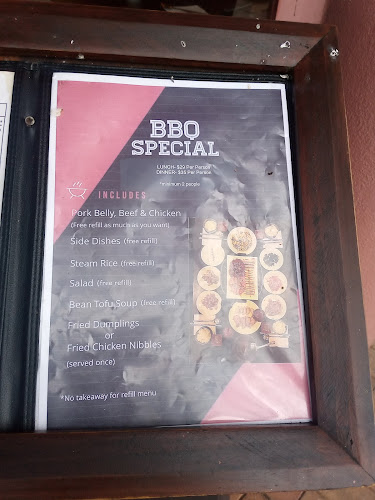 BBQ
SPECIAL
LUNCH- $29 Per Person
DINNER- $35 Per Person
*minimum 2 people
INCLUDES
Pork Belly, Beef & Chicken
(Free refill as much as you want)
Side Dishes (free refill)
Steam Rice (free refill)
Salad (free refill)
Bean Tofu Soup (free refill)
Fried Dumplings
or
Fried Chicken Nibbles
(served once)
*No takeaway for refill menu